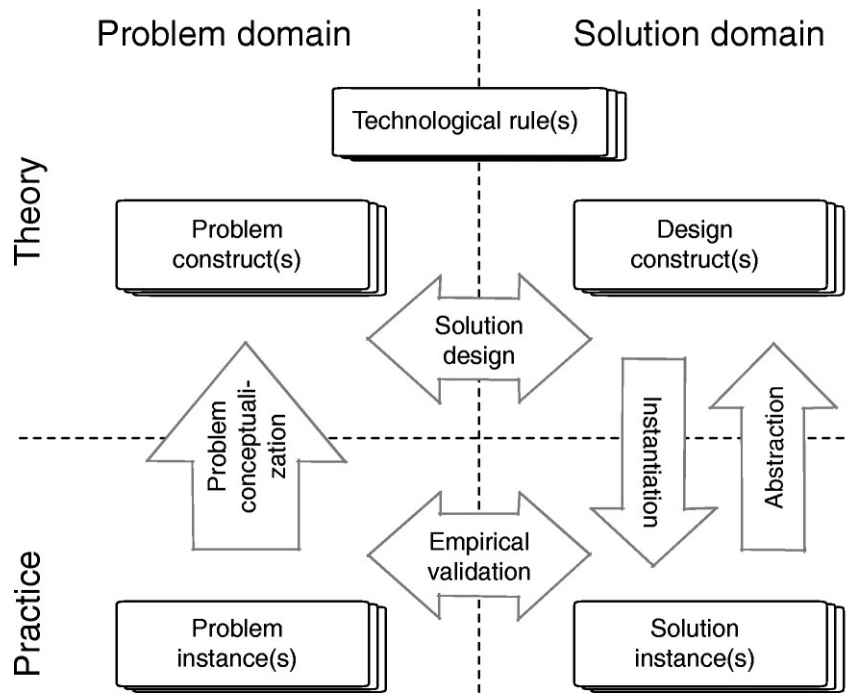 Problem domain
Solution domain
Technological rule(s)
Theory
Problem
construct(s)
Design
construct(s)
Solution
design
Problem
conceptuali-
zation
Instantiation
Abstraction
Practice
Empirical
validation
Problem
instance(s)
Solution
instance(s)